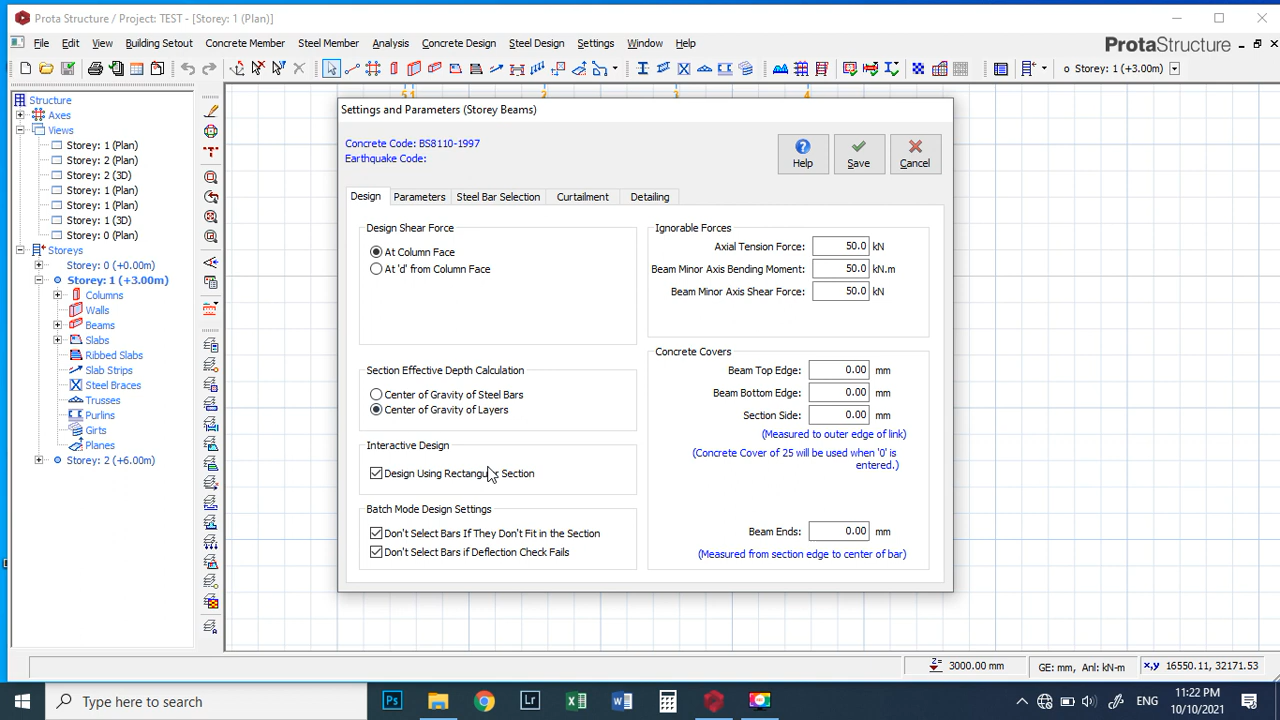 Prota Structure / Project: TEST - [Storey: 1 (Plan)]
File Edit View Building Setout Concrete Member Steel Member Analysis Concrete Design Steel Design Settings Window Help
ProtaStructure
o Storey: 1 (+3.00m)
Structure
Axes
Views
Storey: 1 (Plan)
Storey: 2 (Plan)
Storey: 2 (3D)
Storey: 1 (Plan)
Storey: 1 (Plan)
Storey: 1 (3D)
Storey: 0 (Plan)
Storeys
Storey: 0 (+0.00m)
Storey: 1 (+3.00m)
Columns
Walls
Beams
Slabs
Ribbed Slabs
Slab Strips
Steel Braces
Trusses
Purlins
Girts
Planes
Storey: 2 (+6.00m)
Settings and Parameters (Storey Beams)
Concrete Code: BS8110-1997
Earthquake Code:
Help Save Cancel
Design Parameters Steel Bar Selection Curtailment Detailing
Design Shear Force
At Column Face
At 'd' from Column Face
Section Effective Depth Calculation
Center of Gravity of Steel Bars
Center of Gravity of Layers
Interactive Design
Design Using Rectangular Section
Batch Mode Design Settings
Don't Select Bars If They Don't Fit in the Section
Don't Select Bars if Deflection Check Fails
Ignorable Forces
Axial Tension Force: 50.0 kN
Beam Minor Axis Bending Moment: 50.0 kN.m
Beam Minor Axis Shear Force: 50.0 kN
Concrete Covers
Beam Top Edge: 0.00 mm
Beam Bottom Edge: 0.00 mm
Section Side: 0.00 mm
(Measured to outer edge of link)
(Concrete Cover of 25 will be used when '0' is
entered.)
Beam Ends: 0.00 mm
(Measured from section edge to center of bar)
Z= 3000.00 mm GE: mm, Anl: kN-m x,y 16550.11, 32171.53
Type here to search
Ps
Lr
ENG
11:22 PM
10/10/2021